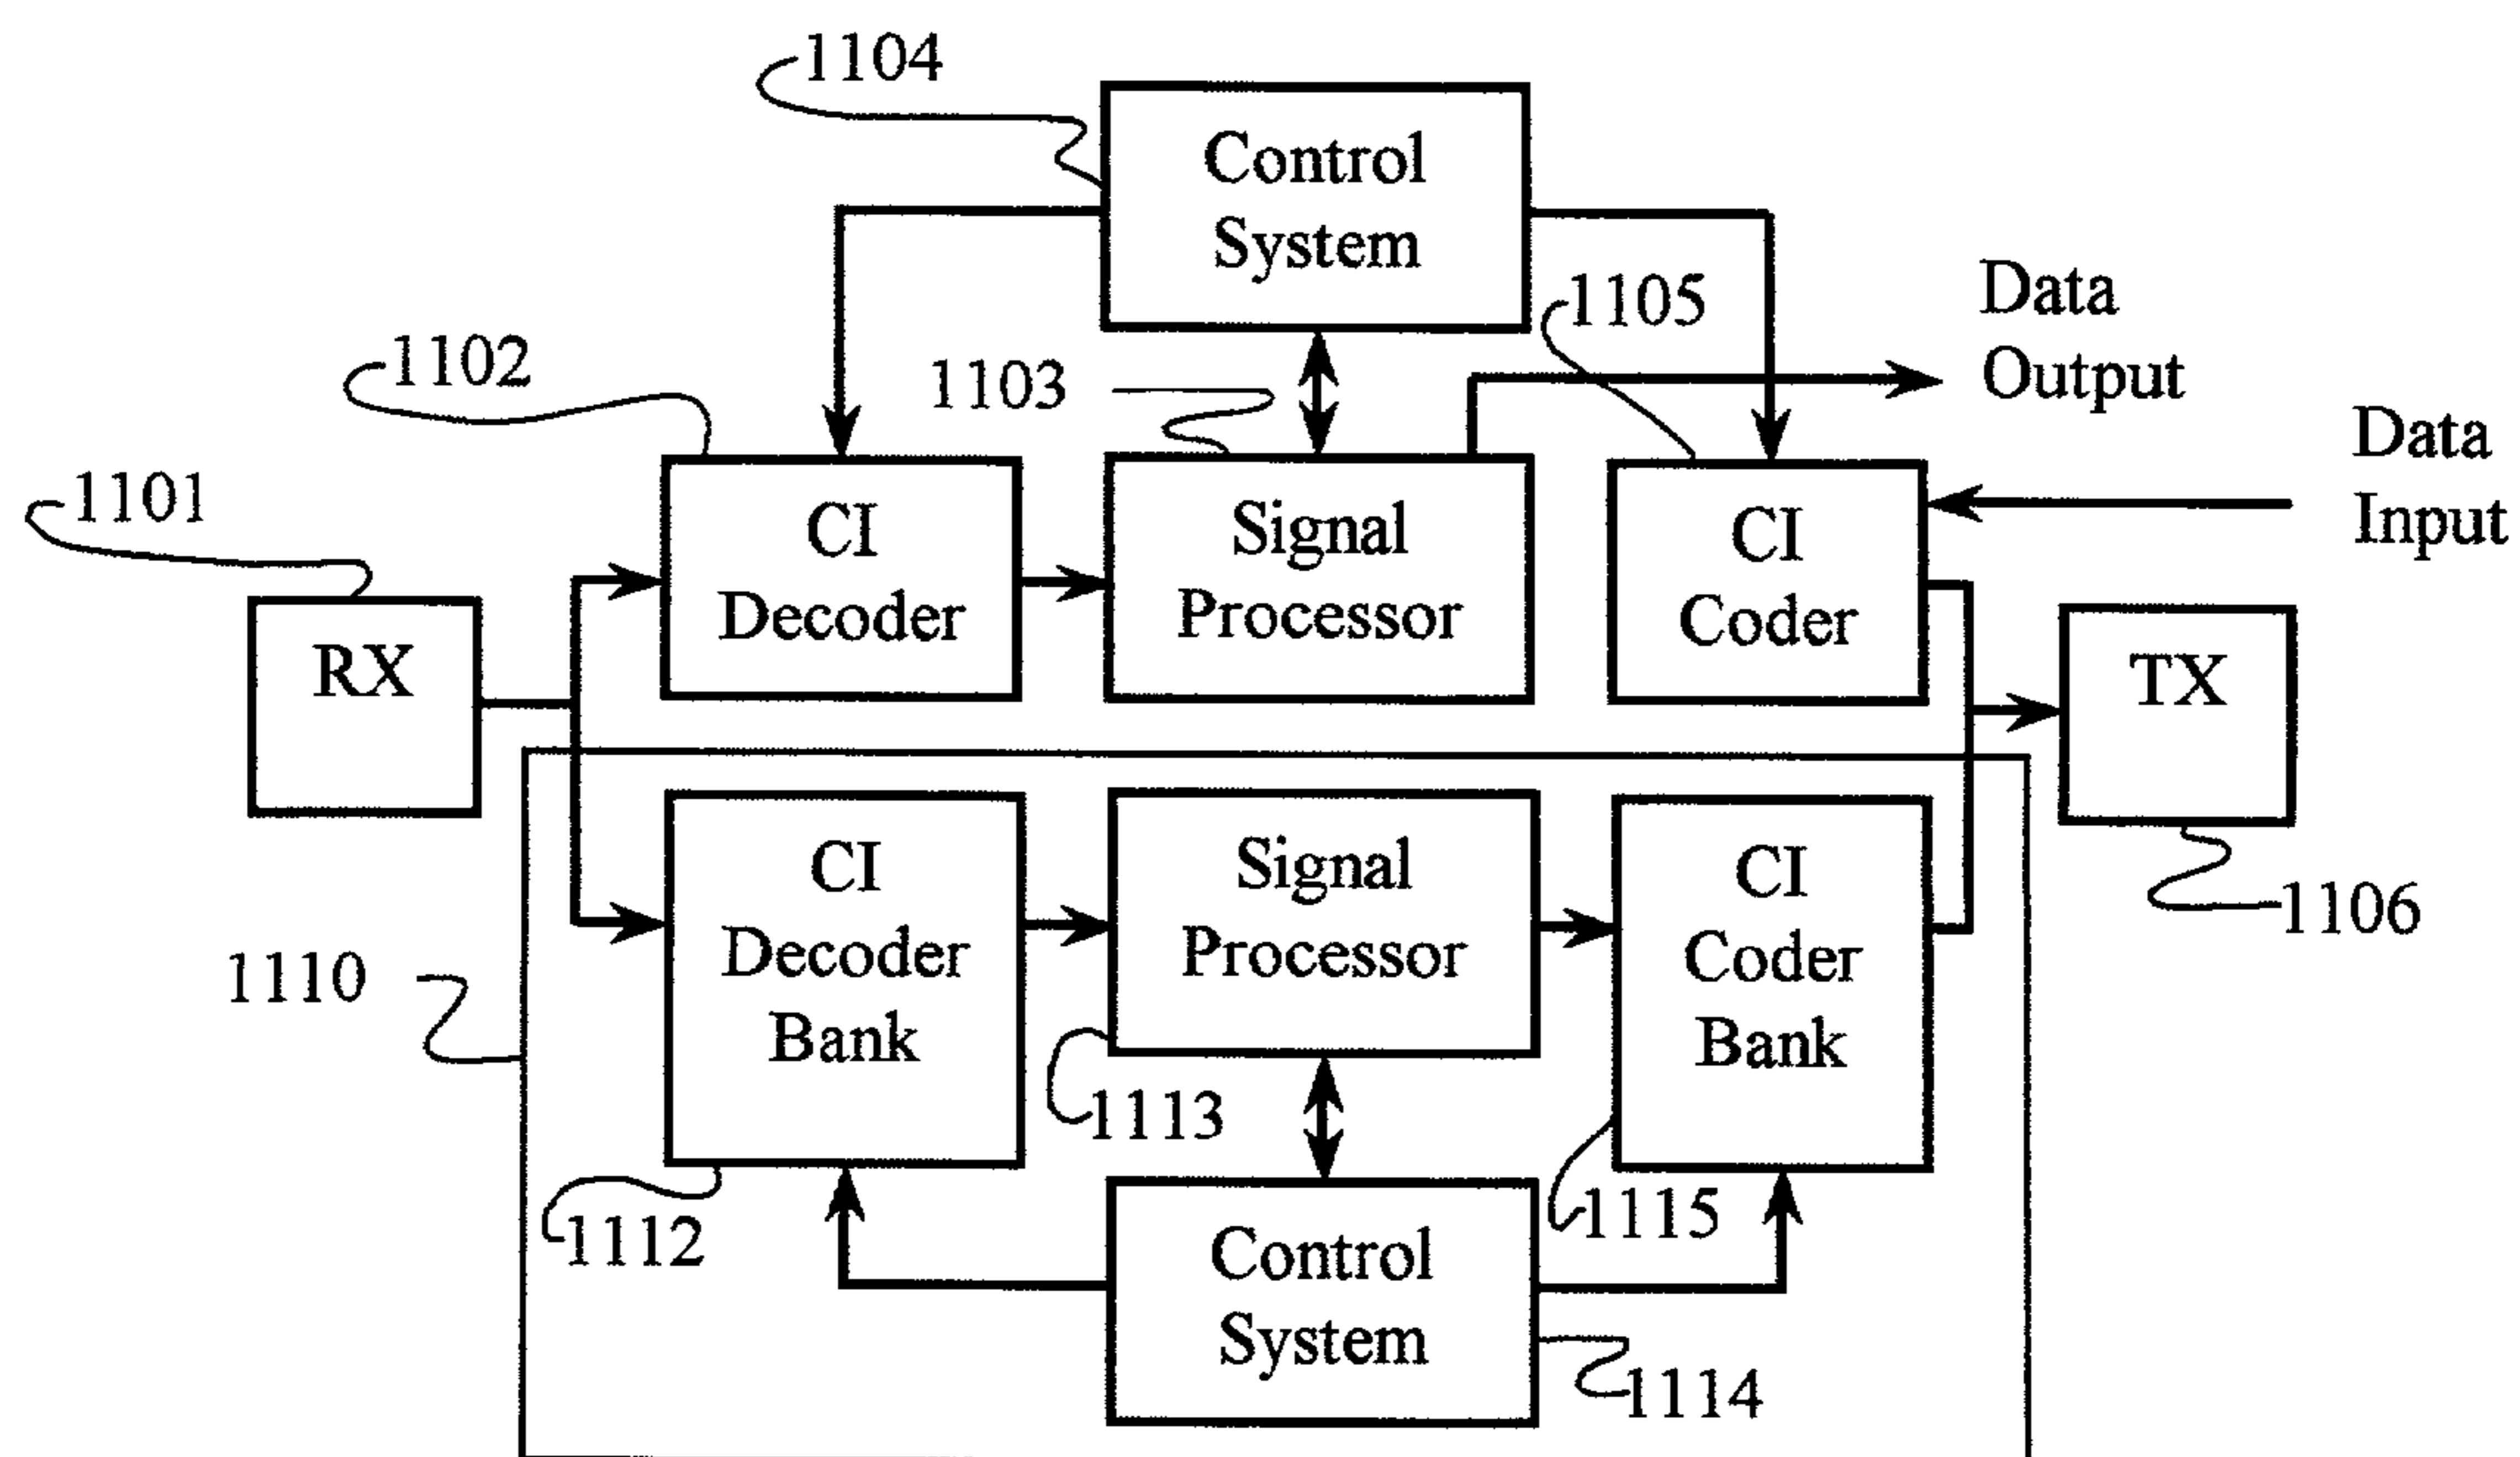 1104
Control
System
1105
Data
Output
1102
1103
Data
Input
1101
CI
Decoder
Signal
Processor
CI
Coder
RX
TX
CI
Decoder
Bank
Signal
Processor
CI
Coder
Bank
1106
1110
1113
1112
1115
Control
System
1114